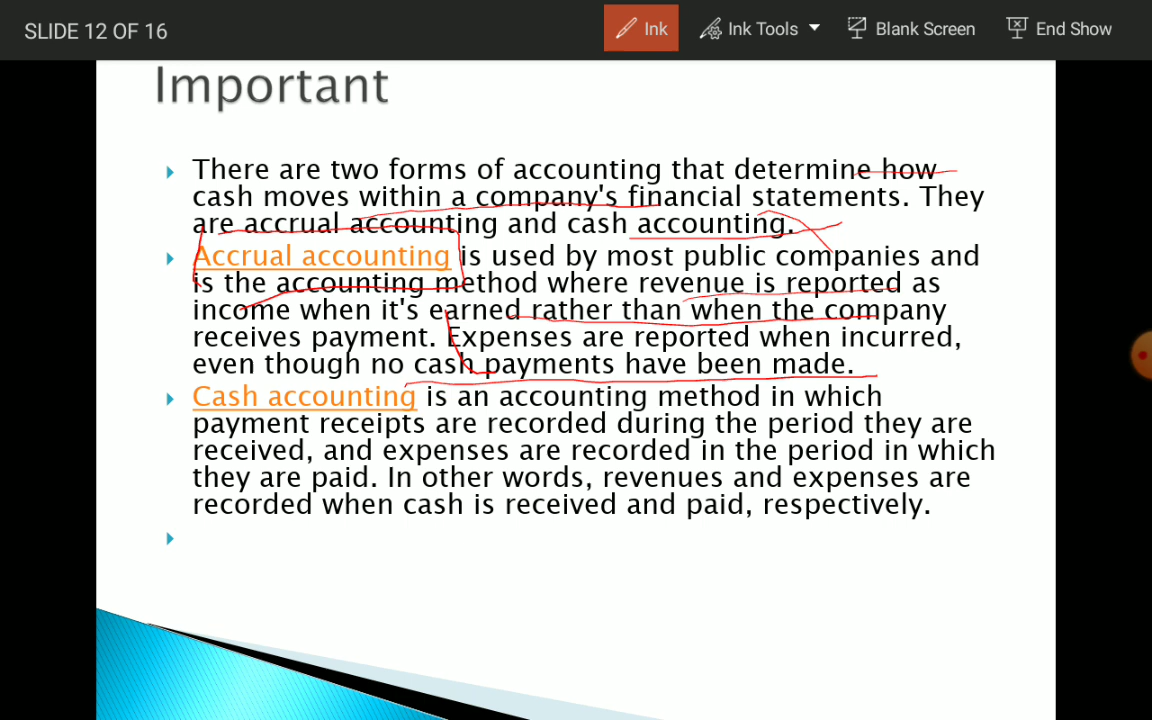 SLIDE 12 OF 16
Ink
Ink Tools
Blank Screen
End Show
Important
There are two forms of accounting that determine how
cash moves within a company's financial statements. They
are accrual accounting and cash accounting.
Accrual accounting is used by most public companies and
is the accounting method where revenue is reported as
income when it's earned rather than when the company
receives payment. Expenses are reported when incurred,
even though no cash payments have been made.
Cash accounting is an accounting method in which
payment receipts are recorded during the period they are
received, and expenses are recorded in the period in which
they are paid. In other words, revenues and expenses are
recorded when cash is received and paid, respectively.